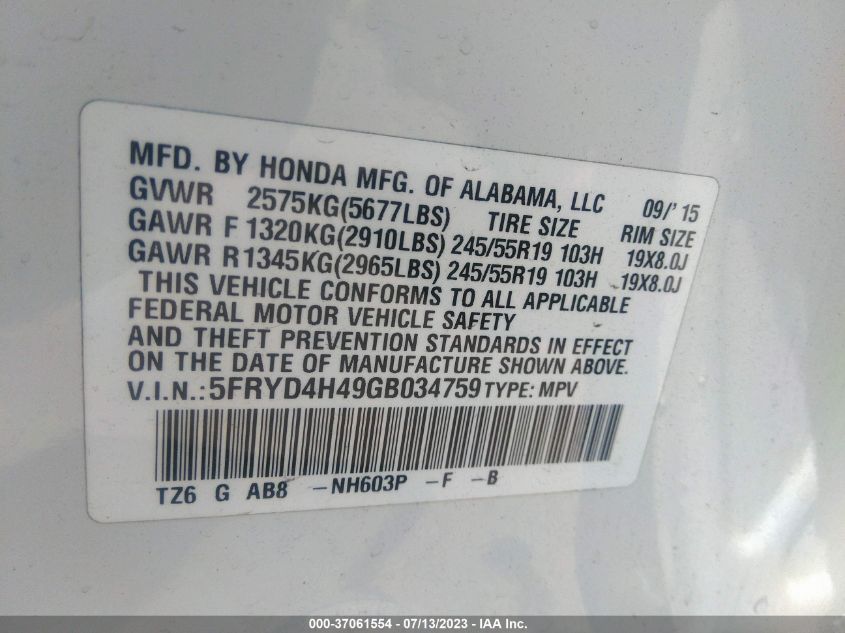 MFD. BY HONDA MFG. OF ALABAMA, LLC 09/'15
GVWR 2575KG(5677LBS) TIRE SIZE RIM SIZE
GAWR F 1320KG(2910LBS) 245/55R19 103H 19X8.0J
GAWR R 1345KG(2965LBS) 245/55R19 103H 19X8.0J
THIS VEHICLE CONFORMS TO ALL APPLICABLE
FEDERAL MOTOR VEHICLE SAFETY
AND THEFT PREVENTION STANDARDS IN EFFECT
ON THE DATE OF MANUFACTURE SHOWN ABOVE.
V.I.N.:5FRYD4H49GB034759 TYPE: MPV
TZ6 G AB8 -NH603P -F -B
000-37061554 - 07/13/2023 - IAA Inc.